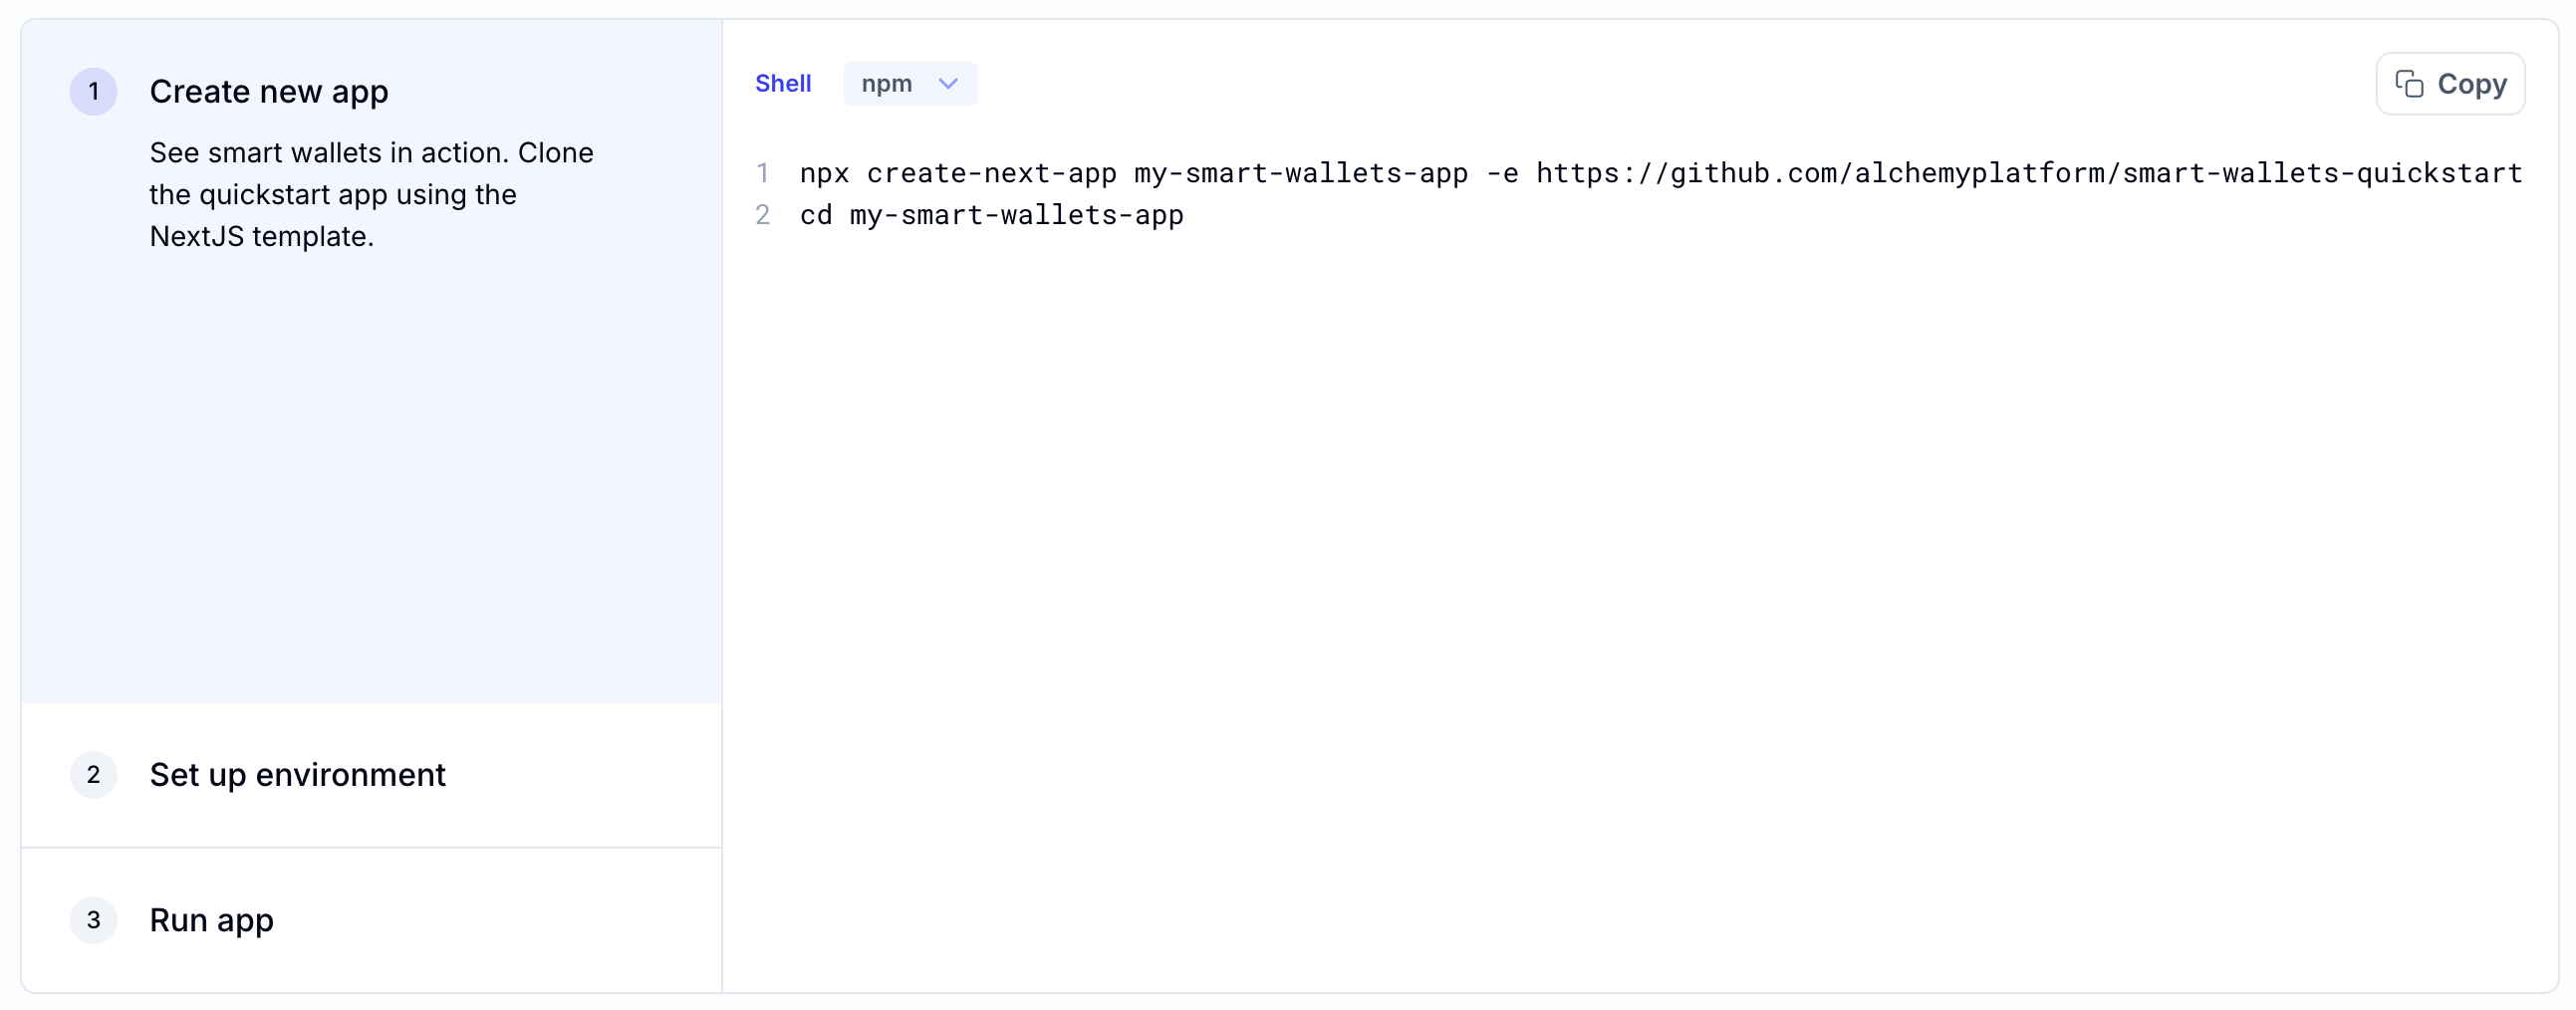 1 Create new app
See smart wallets in action. Clone
the quickstart app using the
NextJS template.
2 Set up environment
3 Run app
Shell npm Copy
1 npx create-next-app my-smart-wallets-app -e https://github.com/alchemyplatform/smart-wallets-quickstart
2 cd my-smart-wallets-app